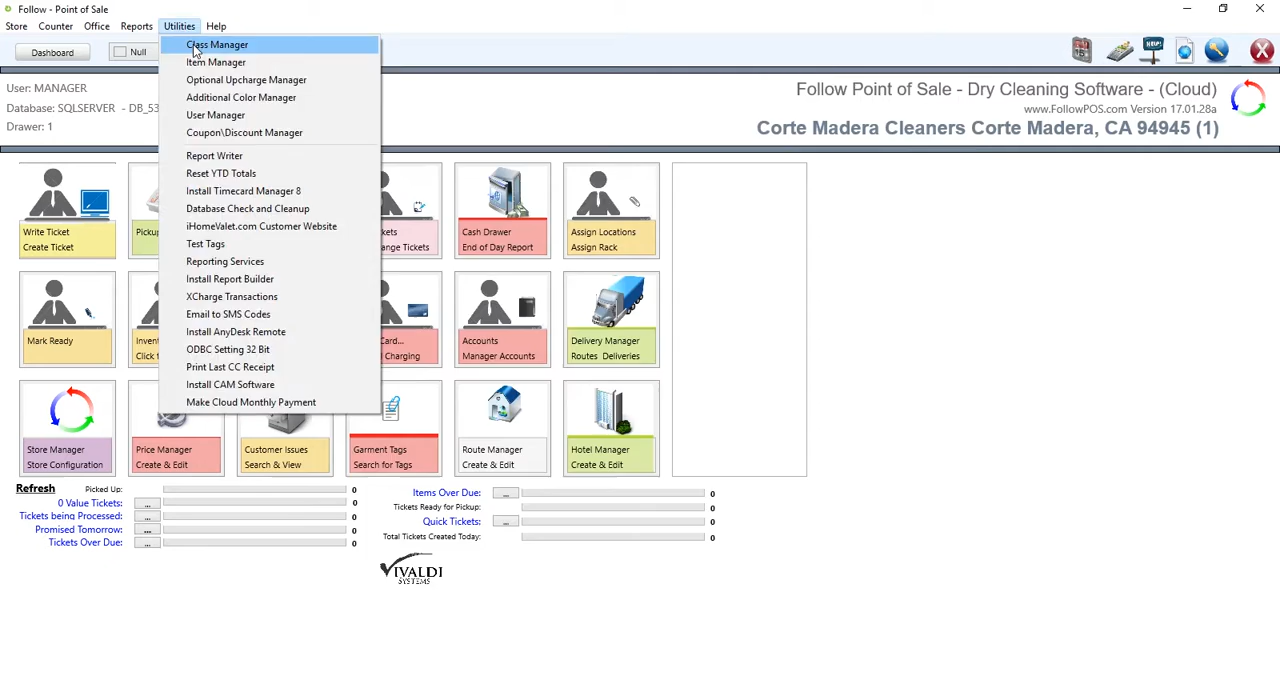 Follow - Point of Sale
Store Counter Office Reports Utilities Help
Dashboard Null
Class Manager
Item Manager
Optional Upcharge Manager
Additional Color Manager
User Manager
Coupon\Discount Manager
Report Writer
Reset YTD Totals
Install Timecard Manager 8
Database Check and Cleanup
iHomeValet.com Customer Website
Test Tags
Reporting Services
Install Report Builder
XCharge Transactions
Email to SMS Codes
Install AnyDesk Remote
ODBC Setting 32 Bit
Print Last CC Receipt
Install CAM Software
Make Cloud Monthly Payment
HELP
User: MANAGER
Database: SQLSERVER - DB_53
Drawer: 1
Follow Point of Sale - Dry Cleaning Software - (Cloud)
www.FollowPOS.com Version 17.01.28a
Corte Madera Cleaners Corte Madera, CA 94945 (1)
Write Ticket
Create Ticket
Pickup
kets
ange Tickets
Cash Drawer
End of Day Report
Assign Locations
Assign Rack
Mark Ready
Inven
Click f
Card...
l Charging
Accounts
Manager Accounts
Delivery Manager
Routes Deliveries
Store Manager
Store Configuration
Price Manager
Create & Edit
Customer Issues
Search & View
Garment Tags
Search for Tags
Route Manager
Create & Edit
Hotel Manager
Create & Edit
Refresh Picked Up: 0
0 Value Tickets: ... 0
Tickets being Processed: ... 0
Promised Tomorrow: ... 0
Tickets Over Due: ... 0
Items Over Due: ... 0
Tickets Ready for Pickup: 0
Quick Tickets: ... 0
Total Tickets Created Today: 0
VIVALDI
SYSTEMS